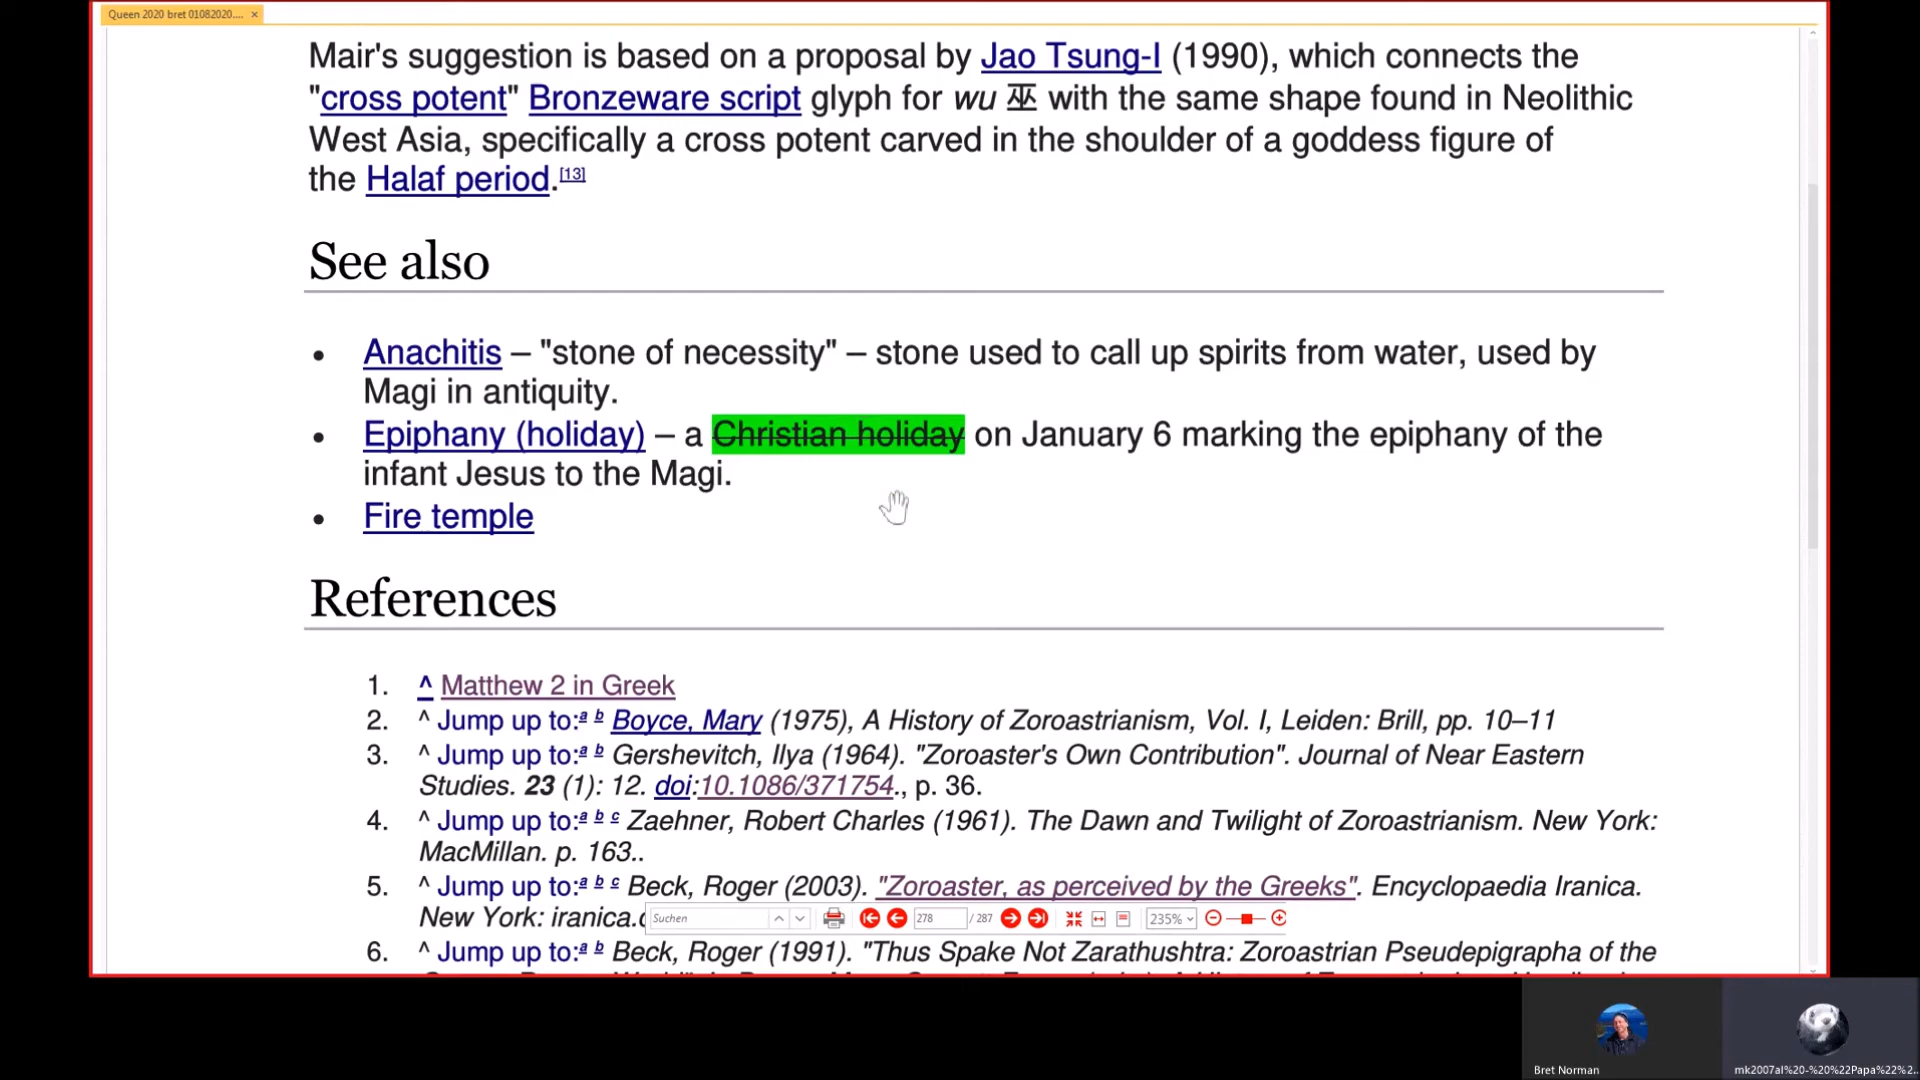 Queen 2020 bret 01082020.... ×
Mair's suggestion is based on a proposal by Jao Tsung-I (1990), which connects the
"cross potent" Bronzeware script glyph for wu 巫 with the same shape found in Neolithic
West Asia, specifically a cross potent carved in the shoulder of a goddess figure of
the Halaf period.[13]
See also
• Anachitis – "stone of necessity" – stone used to call up spirits from water, used by
Magi in antiquity.
• Epiphany (holiday) – a Christian holiday on January 6 marking the epiphany of the
infant Jesus to the Magi.
• Fire temple
References
1. ^ Matthew 2 in Greek
2. ^ Jump up to:a b Boyce, Mary (1975), A History of Zoroastrianism, Vol. I, Leiden: Brill, pp. 10–11
3. ^ Jump up to:a b Gershevitch, Ilya (1964). "Zoroaster's Own Contribution". Journal of Near Eastern
Studies. 23 (1): 12. doi:10.1086/371754., p. 36.
4. ^ Jump up to:a b c Zaehner, Robert Charles (1961). The Dawn and Twilight of Zoroastrianism. New York:
MacMillan. p. 163..
5. ^ Jump up to:a b c Beck, Roger (2003). "Zoroaster, as perceived by the Greeks". Encyclopaedia Iranica.
New York: iranica.c
Suchen 278 / 287 235%
6. ^ Jump up to:a b Beck, Roger (1991). "Thus Spake Not Zarathushtra: Zoroastrian Pseudepigrapha of the
Bret Norman
mk2007al%20-%20%22Papa%22%2...